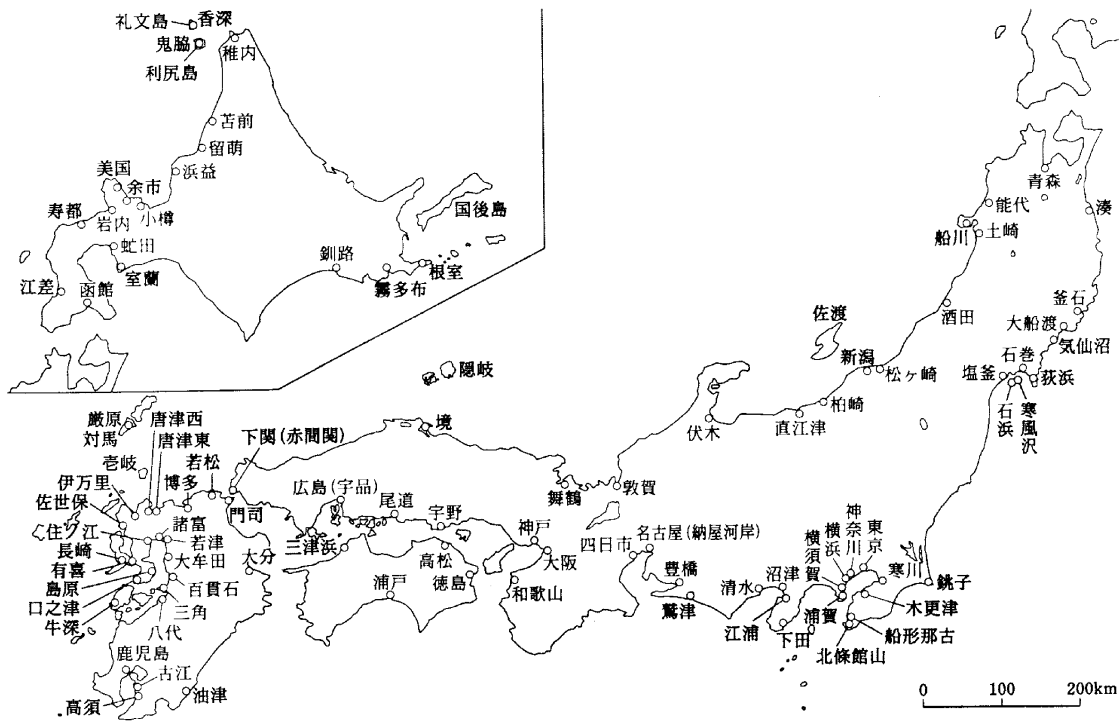 礼文島
香深
鬼脇
利尻島
稚内
苫前
留萌
浜益
美国
余市
小樽
寿都
岩内
虻田
室蘭
江差
函館
釧路
霧多布
根室
国後島
青森
能代
湊
船川
土崎
釜石
酒田
大船渡
気仙沼
佐渡
新潟
松ヶ崎
石巻
塩釜
荻浜
石浜
寒風沢
柏崎
直江津
伏木
隠岐
境
舞鶴
敦賀
厳原
対馬
唐津西
唐津東
壱岐
下関(赤間関)
若松
博多
伊万里
佐世保
門司
広島(宇品)
尾道
宇野
神戸
大阪
三津浜
高松
徳島
浦戸
和歌山
住ノ江
諸富
若津
長崎
有喜
大牟田
大分
島原
百貫石
口之津
三角
牛深
八代
鹿児島
古江
高須
油津
名古屋(納屋河岸)
四日市
豊橋
鷲津
清水
沼津
江浦
下田
横須賀
横浜
神奈川
東京
寒川
銚子
浦賀
木更津
船形那古
北條館山
0 100 200km